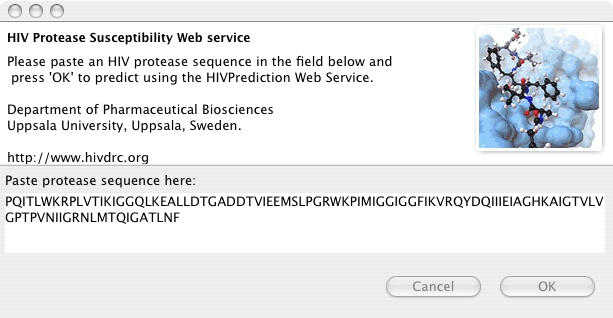 HIV Protease Susceptibility Web service
Please paste an HIV protease sequence in the field below and
press 'OK' to predict using the HIVPrediction Web Service.
Department of Pharmaceutical Biosciences
Uppsala University, Uppsala, Sweden.
http://www.hivdrc.org
Paste protease sequence here:
PQITLWKRPLVTIKIGGQLKEALLDTGADDTVIEEMSLPGRWKPIMIGGIGGFIKVRQYDQIIIEIAGHKAIGTVLV
GPTPVNIIGRNLMTQIGATLNF
Cancel
OK